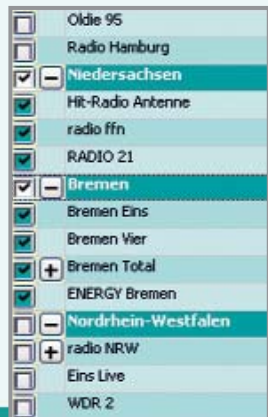 Oldie 95
Radio Hamburg
Niedersachsen
Hit-Radio Antenne
radio ffn
RADIO 21
Bremen
Bremen Eins
Bremen Vier
Bremen Total
ENERGY Bremen
Nordrhein-Westfalen
radio NRW
Eins Live
WDR 2